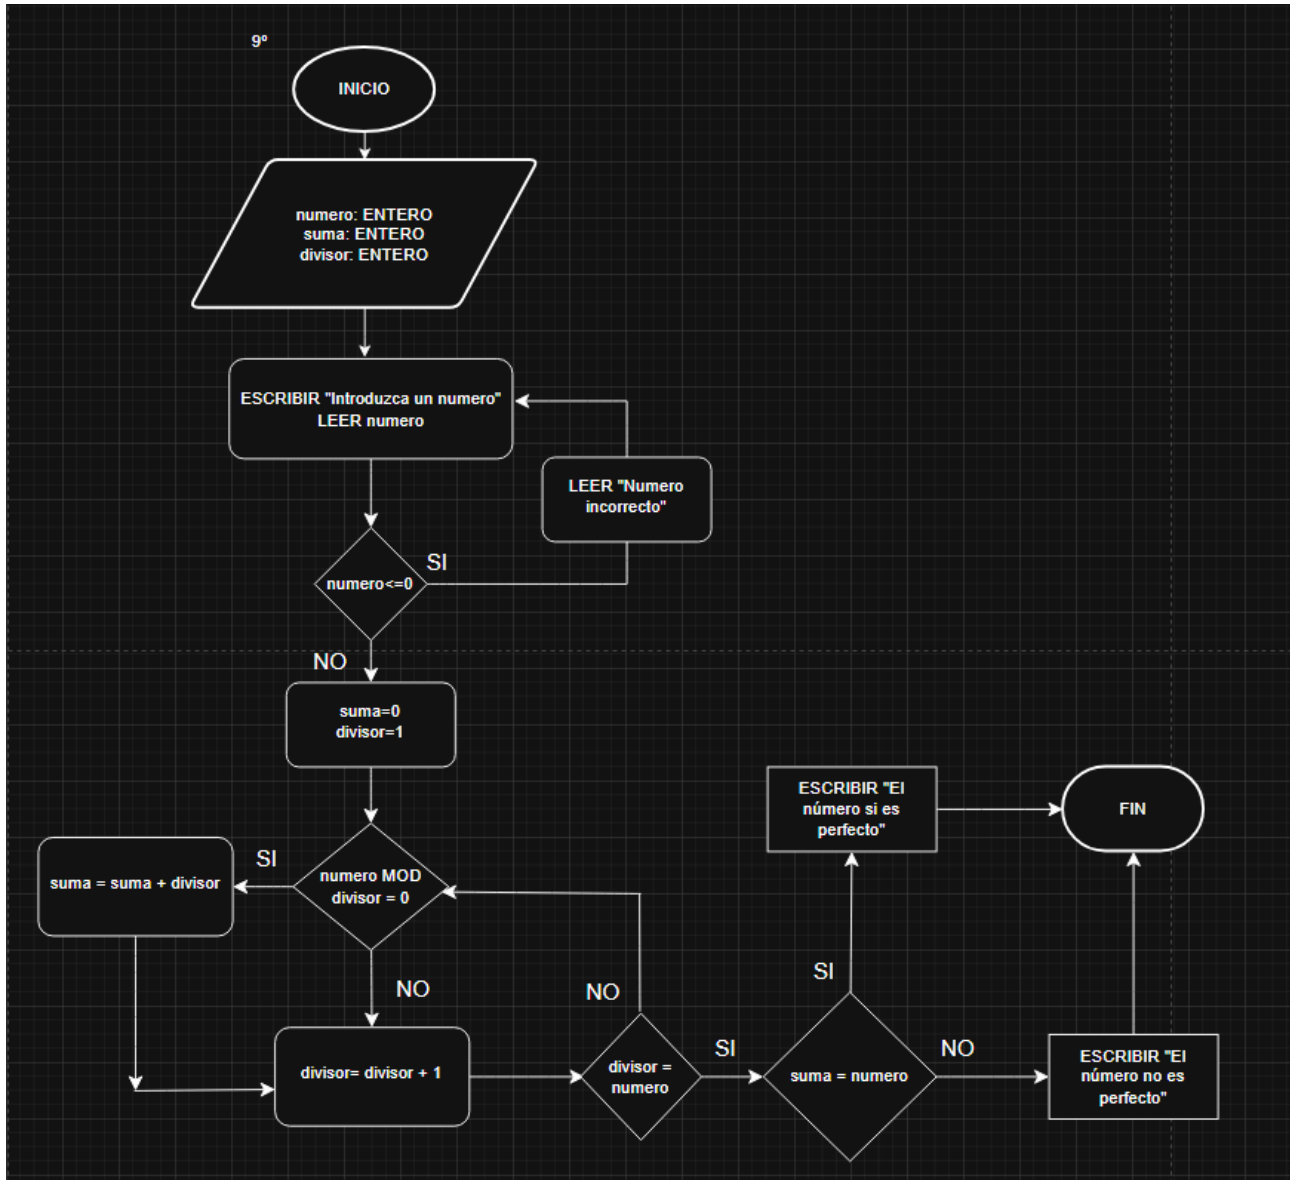 9º
INICIO
numero: ENTERO
suma: ENTERO
divisor: ENTERO
ESCRIBIR "Introduzca un numero"
LEER numero
LEER "Numero
incorrecto"
SI
numero<=0
NO
suma=0
divisor=1
ESCRIBIR "El
número si es
perfecto"
FIN
SI
suma = suma + divisor
numero MOD
divisor = 0
NO
NO
SI
divisor= divisor + 1
divisor =
numero
SI
suma = numero
NO
ESCRIBIR "El
número no es
perfecto"